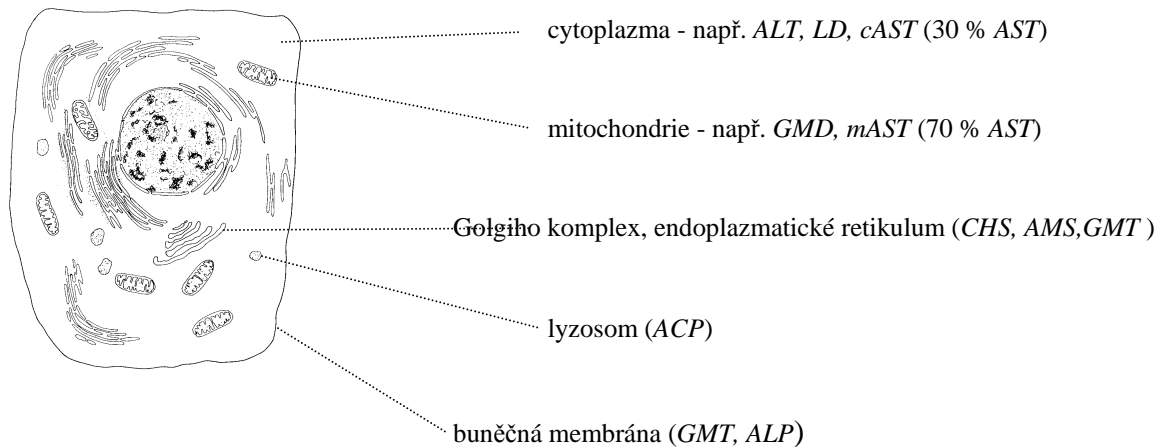 cytoplazma - např. ALT, LD, cAST (30 % AST)
mitochondrie - např. GMD, mAST (70 % AST)
Golgiho komplex, endoplazmatické retikulum (CHS, AMS,GMT )
lyzosom (ACP)
buněčná membrána (GMT, ALP)